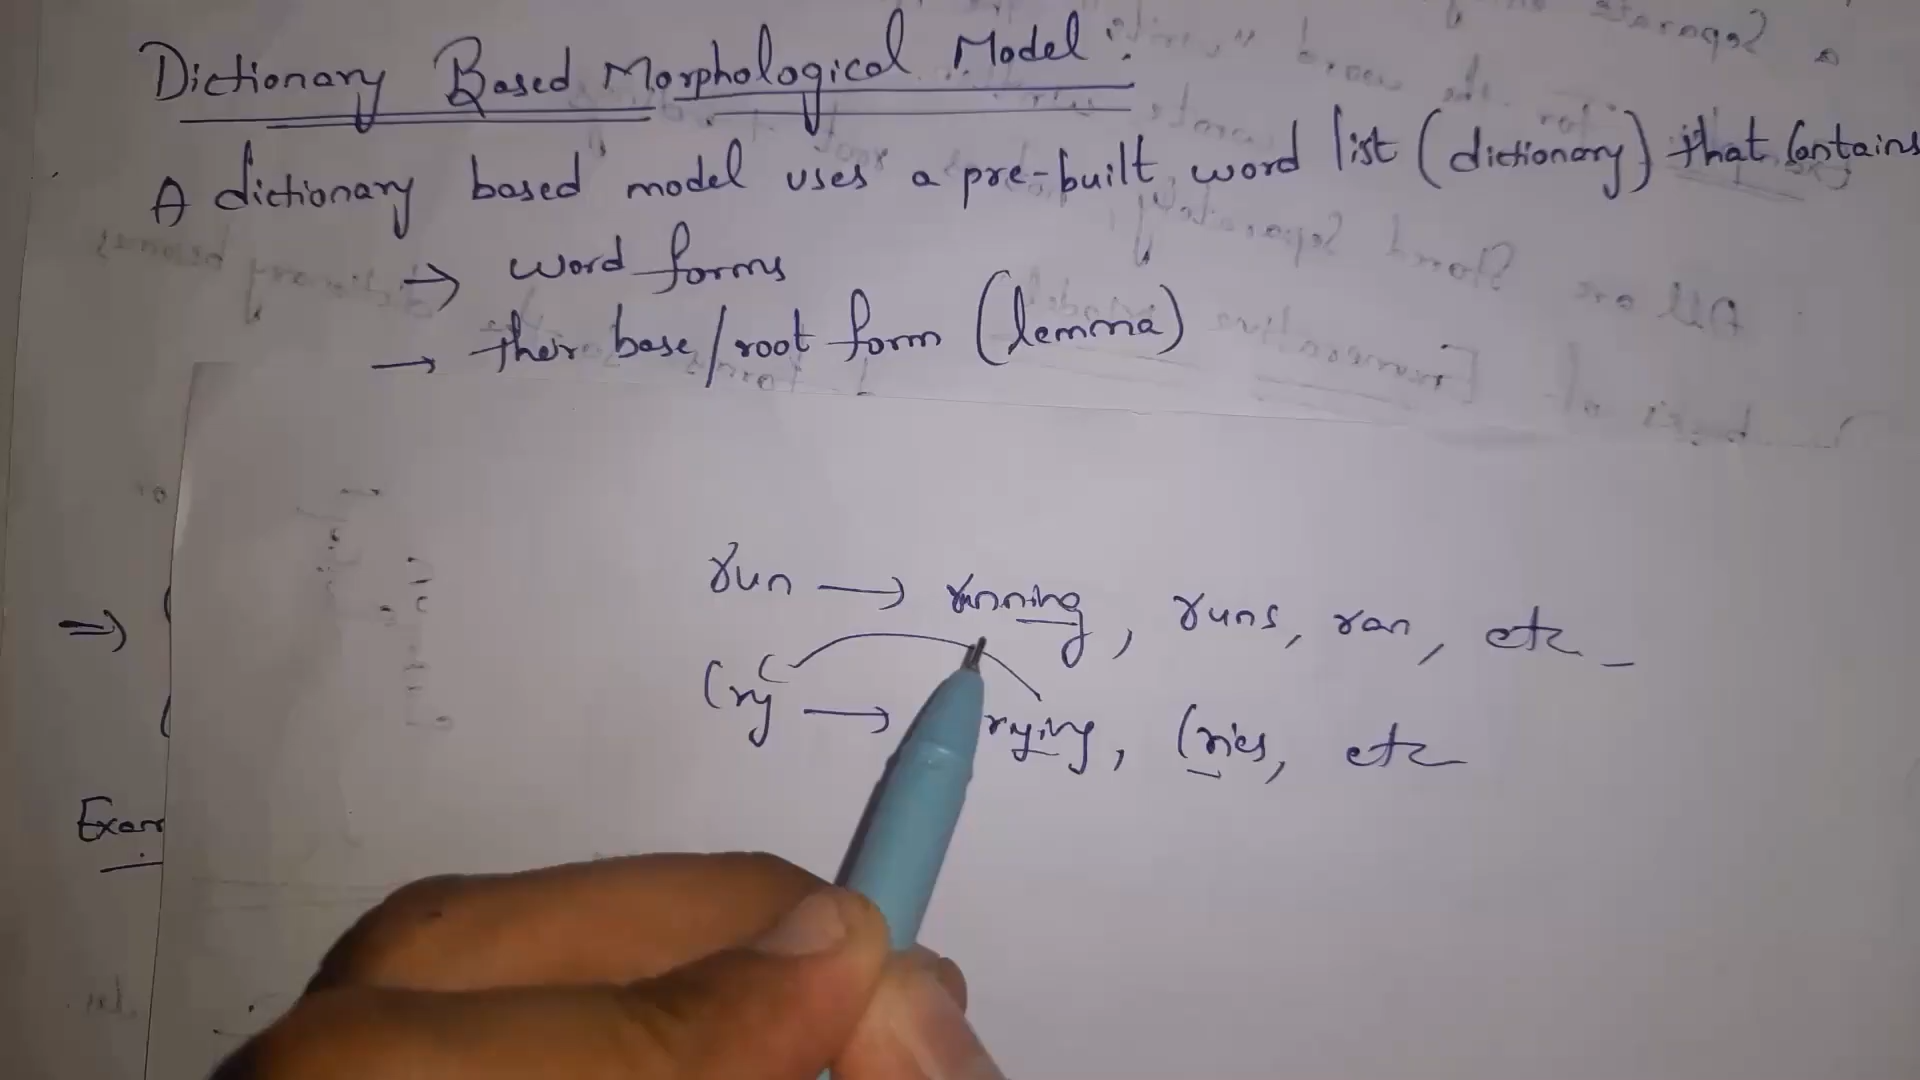 Dictionary Based Morphological Model :
A dictionary based model uses a pre-built word list (dictionary) that Contains
→ word forms
→ their base/root form (lemma)
run → running, runs, ran, etc
Cry → rying, Cries, etc
⇒
Exam